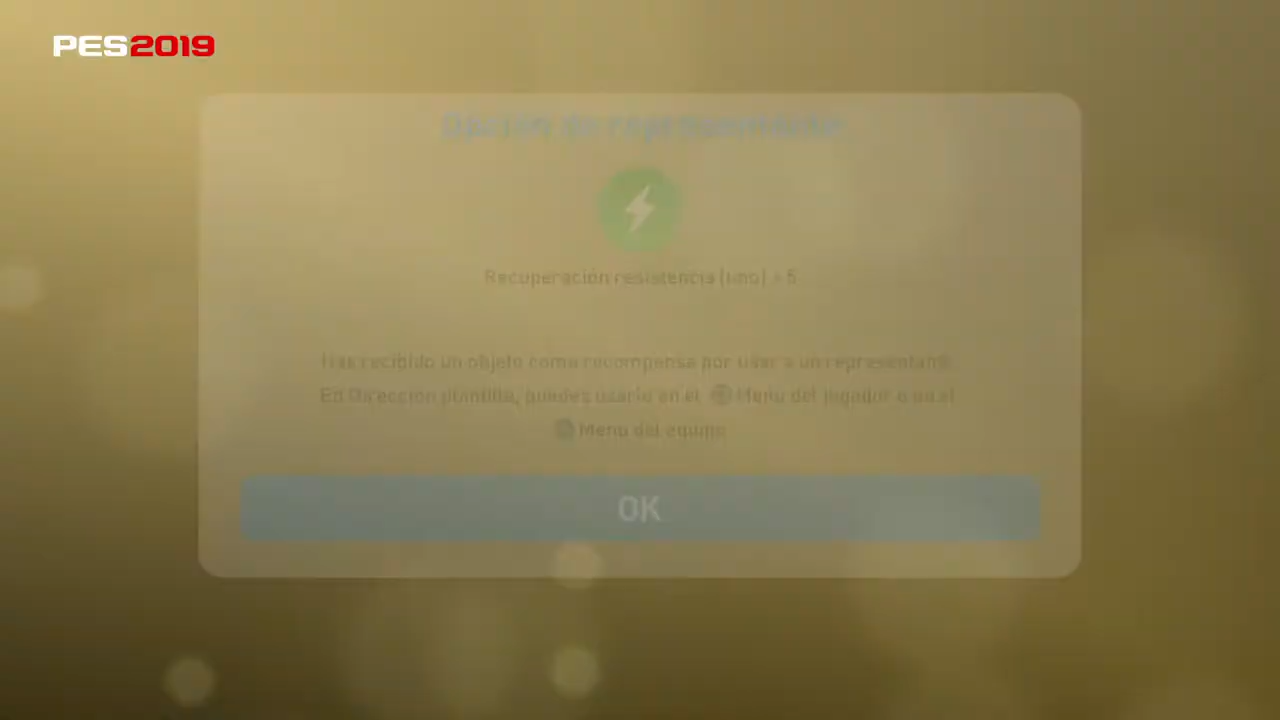 PES2019
Opción de representante
Recuperación resistencia (uno) × 5
Has recibido un objeto como recompensa por usar a un representante.
En Dirección plantilla, puedes usarlo en el Menú del jugador o en el
Menú del equipo
OK